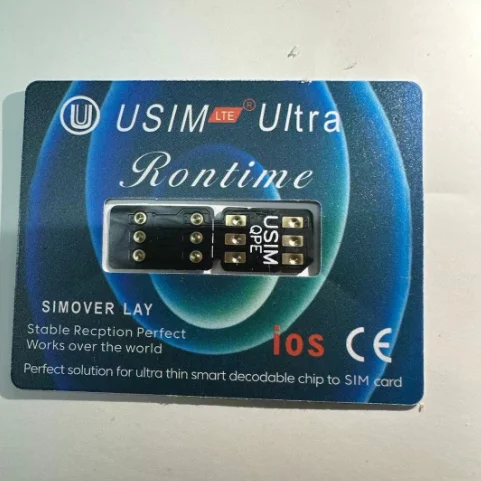 U USIM LTE ® Ultra
Rontime
USIM
QPE
SIMOVER LAY
Stable Recption Perfect
Works over the world
ios CE
Perfect solution for ultra thin smart decodable chip to SIM card